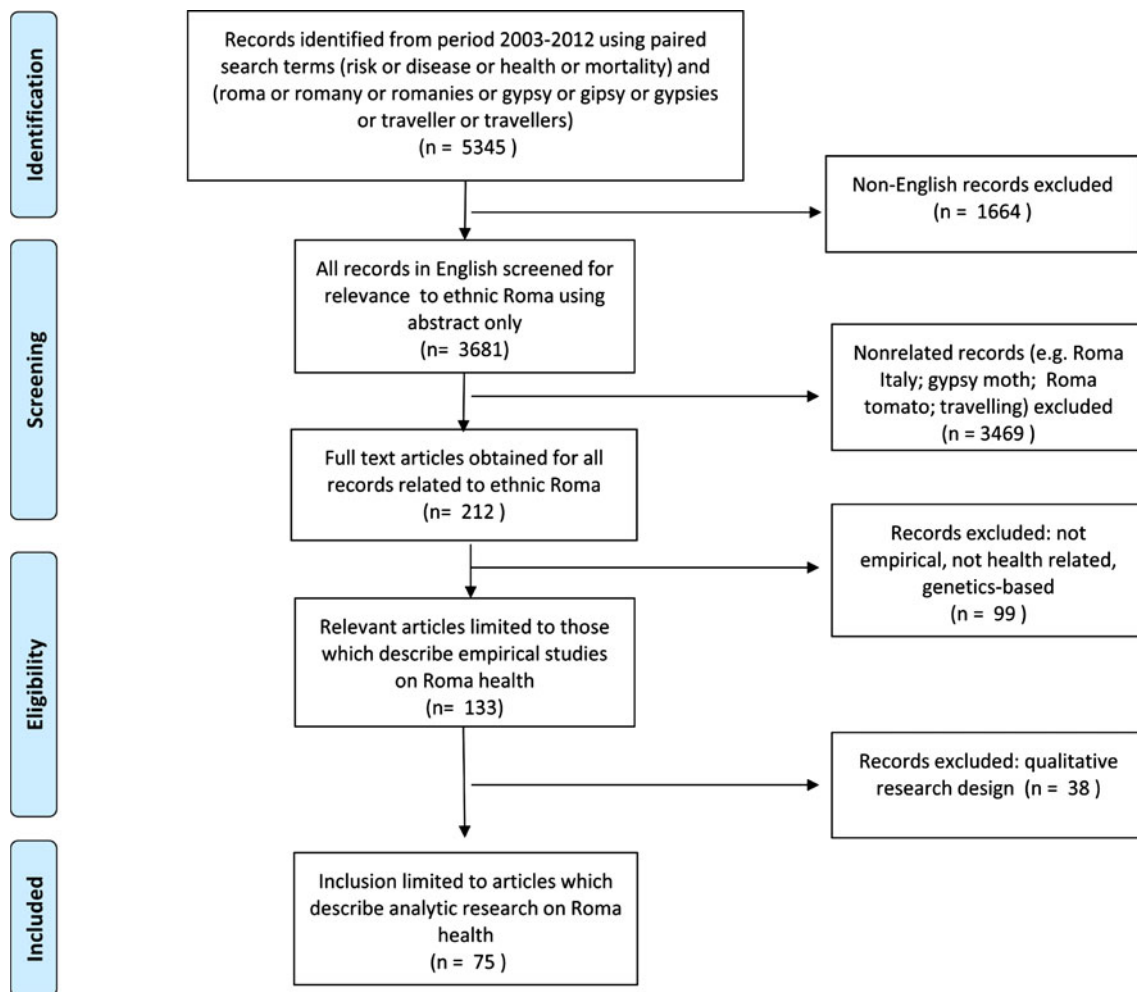 Identification
Records identified from period 2003-2012 using paired
search terms (risk or disease or health or mortality) and
(roma or romany or romanies or gypsy or gipsy or gypsies
or traveller or travellers)
(n = 5345 )
Non-English records excluded
(n = 1664 )
Screening
All records in English screened for
relevance to ethnic Roma using
abstract only
(n= 3681)
Nonrelated records (e.g. Roma
Italy; gypsy moth; Roma
tomato; travelling) excluded
(n = 3469 )
Full text articles obtained for all
records related to ethnic Roma
(n= 212 )
Records excluded: not
empirical, not health related,
genetics-based
(n = 99 )
Eligibility
Relevant articles limited to those
which describe empirical studies
on Roma health
(n= 133)
Records excluded: qualitative
research design (n = 38 )
Included
Inclusion limited to articles which
describe analytic research on Roma
health
(n = 75 )